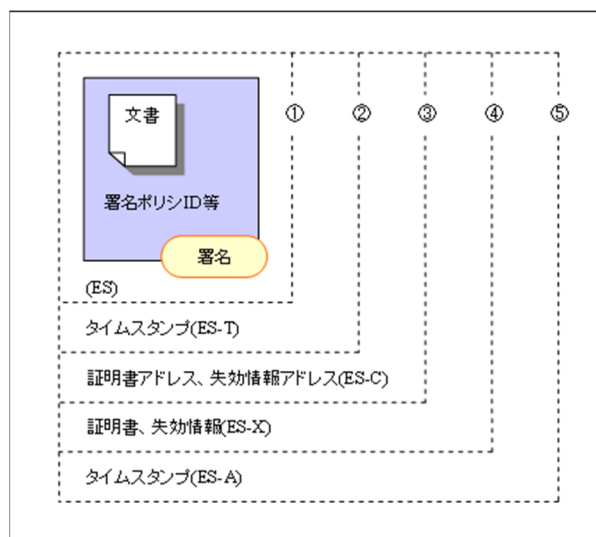 ① ② ③ ④ ⑤
文書
署名ポリシID等
署名
(ES)
タイムスタンプ(ES-T)
証明書アドレス、失効情報アドレス(ES-C)
証明書、失効情報(ES-X)
タイムスタンプ(ES-A)